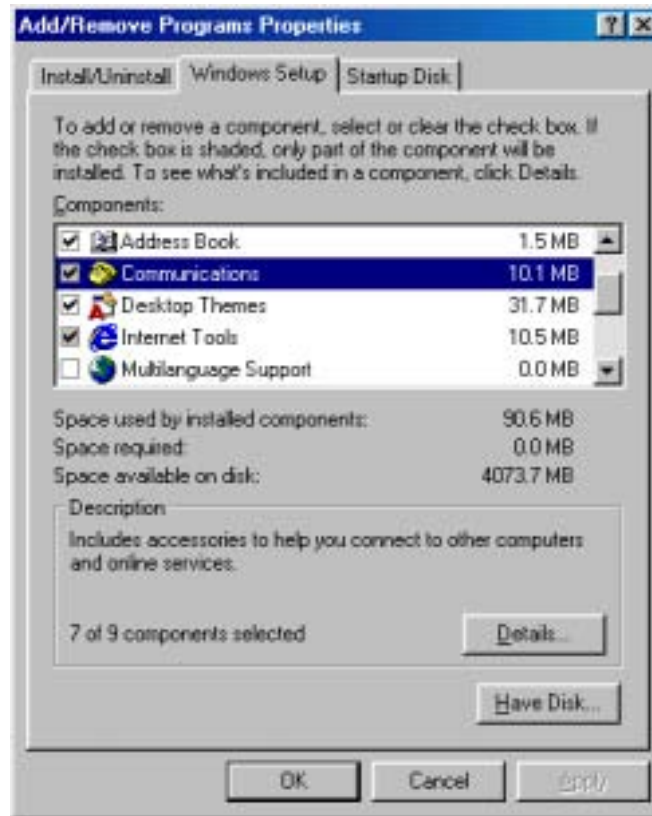 Add/Remove Programs Properties
Install/Uninstall Windows Setup Startup Disk
To add or remove a component, select or clear the check box. If
the check box is shaded, only part of the component will be
installed. To see what's included in a component, click Details.
Components:
Address Book 1.5 MB
Communications 10.1 MB
Desktop Themes 31.7 MB
Internet Tools 10.5 MB
Multilanguage Support 0.0 MB
Space used by installed components: 90.6 MB
Space required: 0.0 MB
Space available on disk: 4073.7 MB
Description
Includes accessories to help you connect to other computers
and online services.
7 of 9 components selected
Details...
Have Disk...
OK Cancel Apply